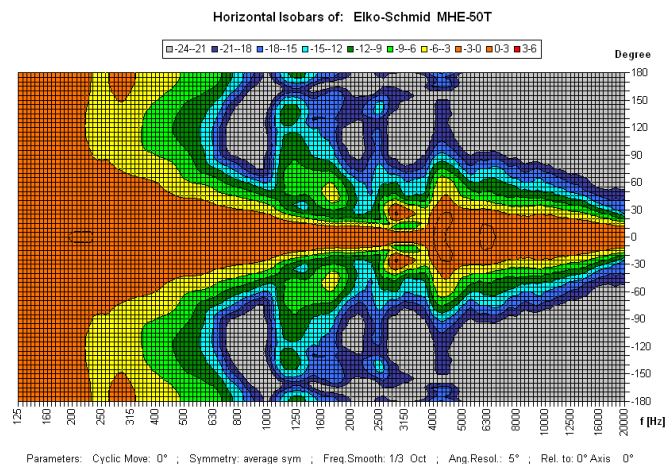 Horizontal Isobars of: Elko-Schmid MHE-50T
-24--21 -21--18 -18--15 -15--12 -12--9 -9--6 -6--3 -3-0 0-3 3-6
Degree
180
150
120
90
60
30
0
-30
-60
-90
-120
-150
-180
125 160 200 250 315 400 500 630 800 1000 1250 1600 2000 2500 3150 4000 5000 6300 10000 12500 16000 20000
f [Hz]
Parameters: Cyclic Move: 0° ; Symmetry: average sym ; Freq.Smooth: 1/3 Oct ; Ang.Resol.: 5° ; Rel. to: 0° Axis 0°